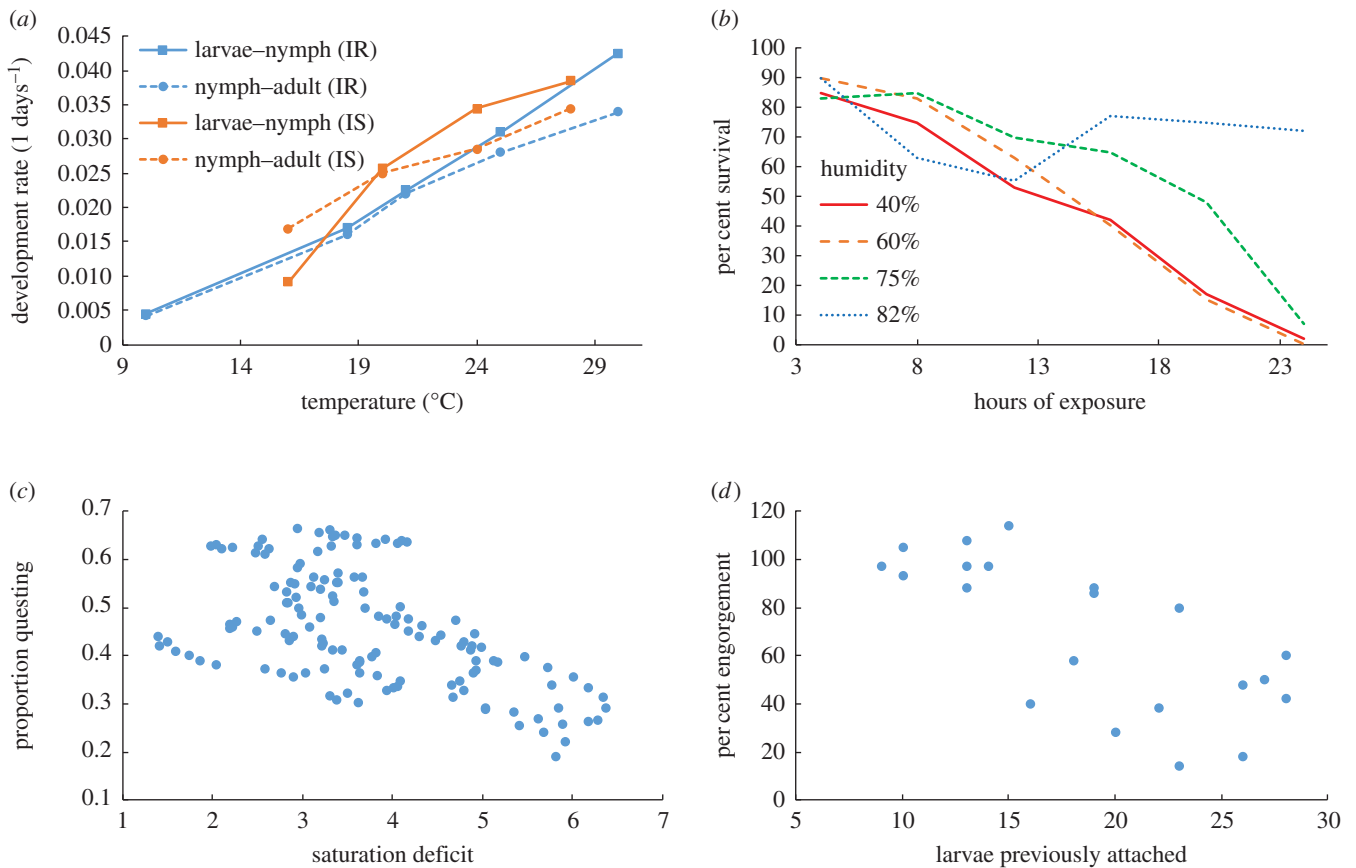 (a)
0.045
0.040
0.035
0.030
0.025
0.020
0.015
0.010
0.005
0
development rate (1 days⁻¹)
larvae–nymph (IR)
nymph–adult (IR)
larvae–nymph (IS)
nymph–adult (IS)
9 14 19 24 29
temperature (°C)
(b)
100
90
80
70
60
50
40
30
20
10
0
per cent survival
humidity
40%
60%
75%
82%
3 8 13 18 23
hours of exposure
(c)
0.7
0.6
0.5
0.4
0.3
0.2
0.1
proportion questing
1 2 3 4 5 6 7
saturation deficit
(d)
120
100
80
60
40
20
0
per cent engorgement
5 10 15 20 25 30
larvae previously attached